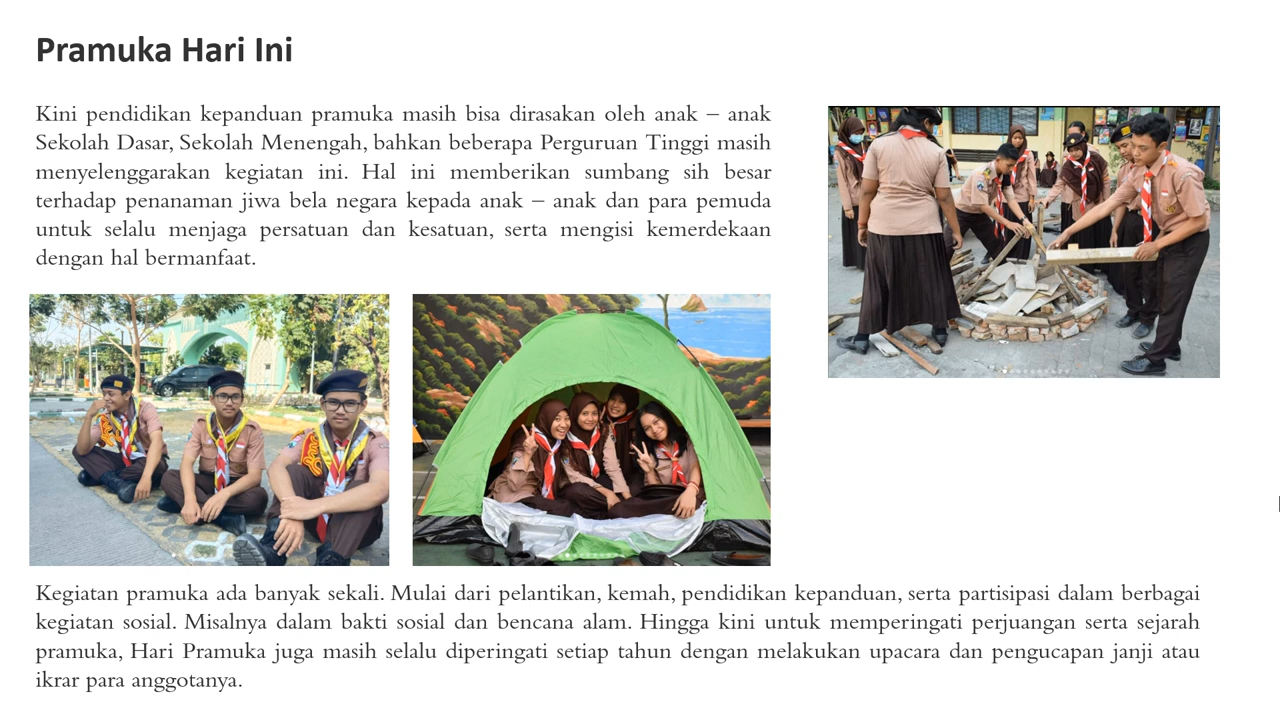 Pramuka Hari Ini
Kini pendidikan kepanduan pramuka masih bisa dirasakan oleh anak – anak
Sekolah Dasar, Sekolah Menengah, bahkan beberapa Perguruan Tinggi masih
menyelenggarakan kegiatan ini. Hal ini memberikan sumbang sih besar
terhadap penanaman jiwa bela negara kepada anak – anak dan para pemuda
untuk selalu menjaga persatuan dan kesatuan, serta mengisi kemerdekaan
dengan hal bermanfaat.
Kegiatan pramuka ada banyak sekali. Mulai dari pelantikan, kemah, pendidikan kepanduan, serta partisipasi dalam berbagai
kegiatan sosial. Misalnya dalam bakti sosial dan bencana alam. Hingga kini untuk memperingati perjuangan serta sejarah
pramuka, Hari Pramuka juga masih selalu diperingati setiap tahun dengan melakukan upacara dan pengucapan janji atau
ikrar para anggotanya.